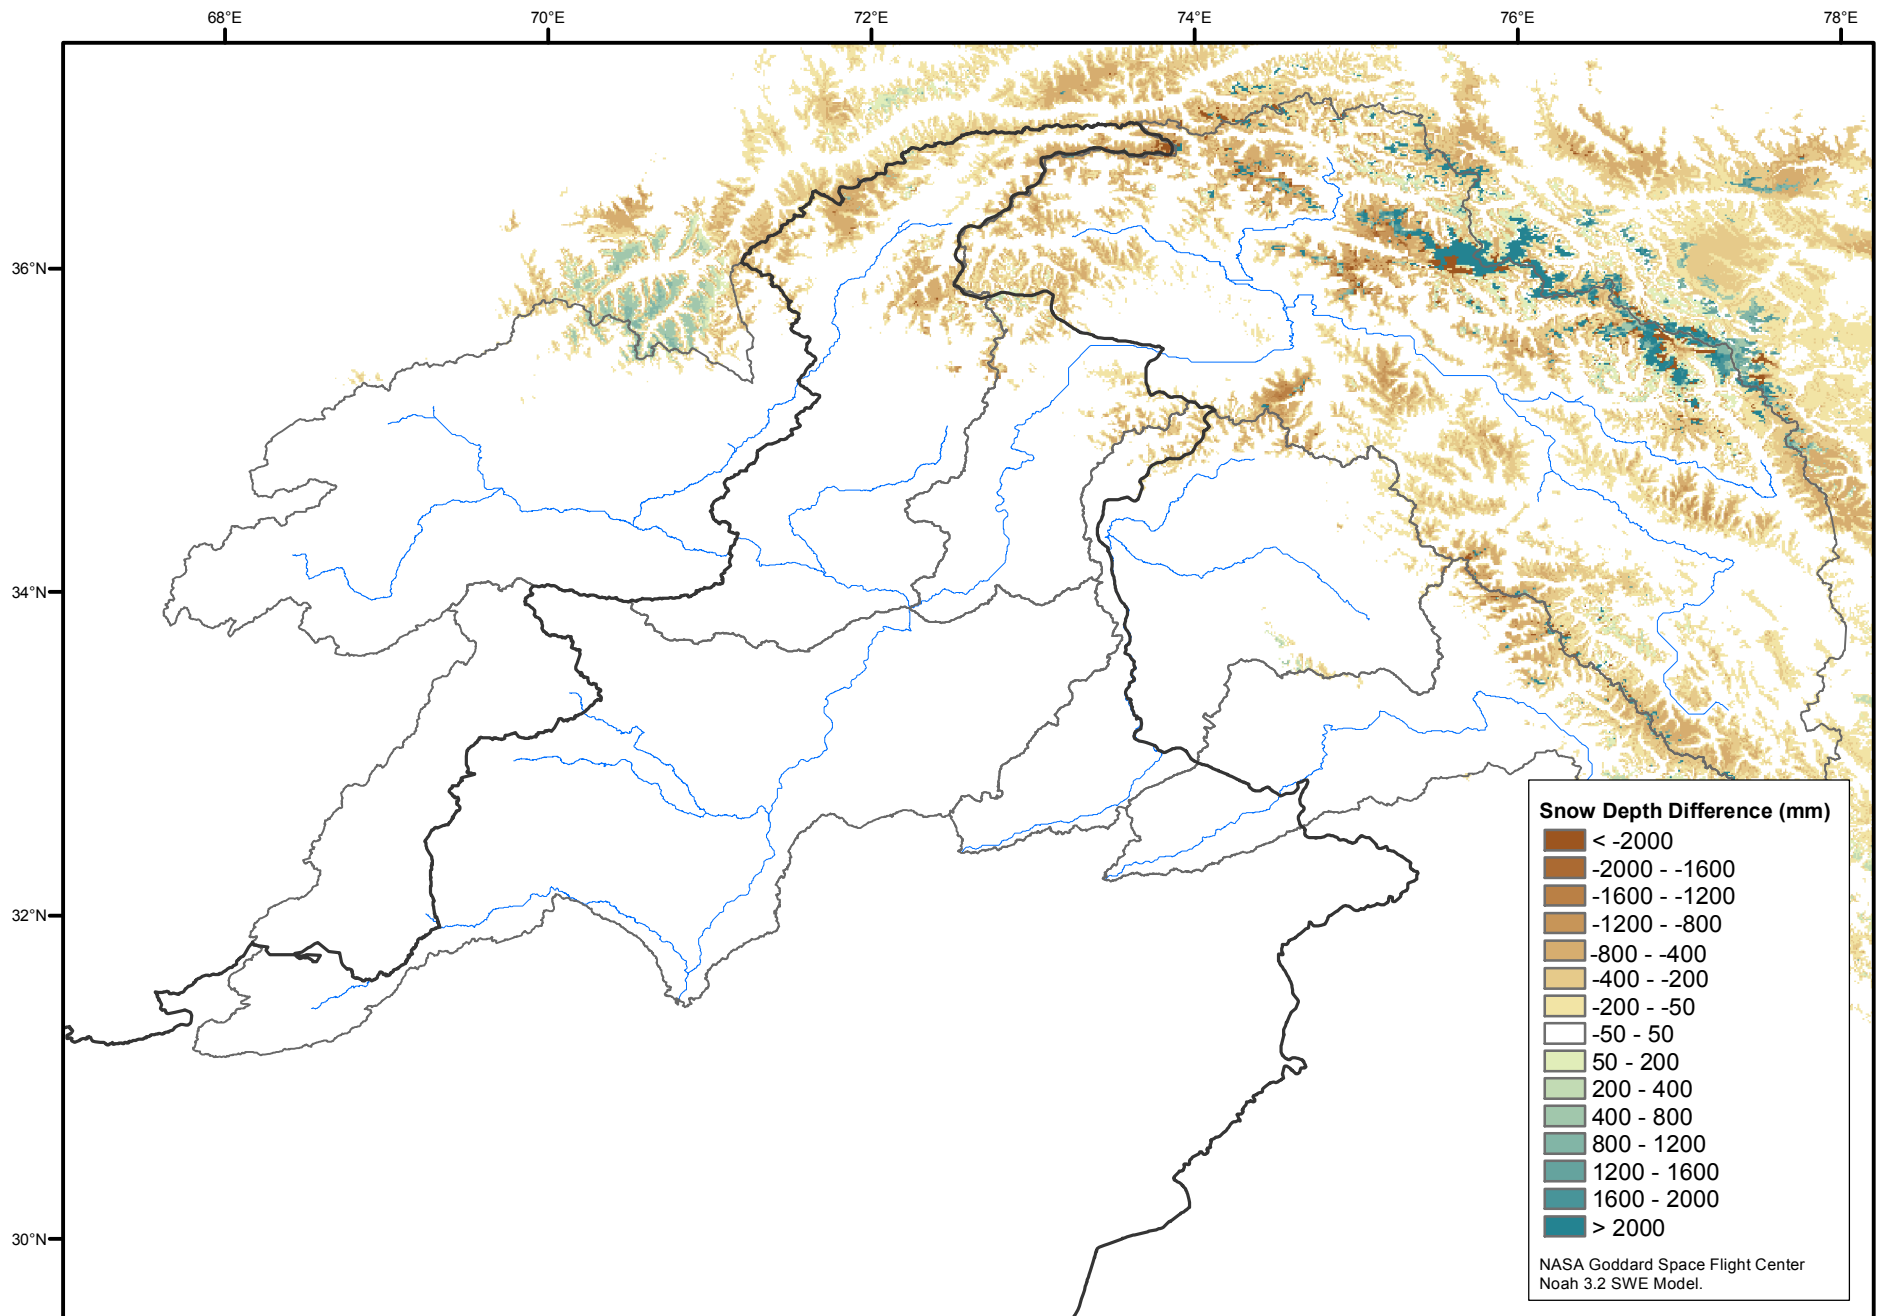 68°E 70°E 72°E 74°E 76°E 78°E
36°N
34°N
32°N
30°N
Snow Depth Difference (mm)
< -2000
-2000 - -1600
-1600 - -1200
-1200 - -800
-800 - -400
-400 - -200
-200 - -50
-50 - 50
50 - 200
200 - 400
400 - 800
800 - 1200
1200 - 1600
1600 - 2000
> 2000
NASA Goddard Space Flight Center
Noah 3.2 SWE Model.